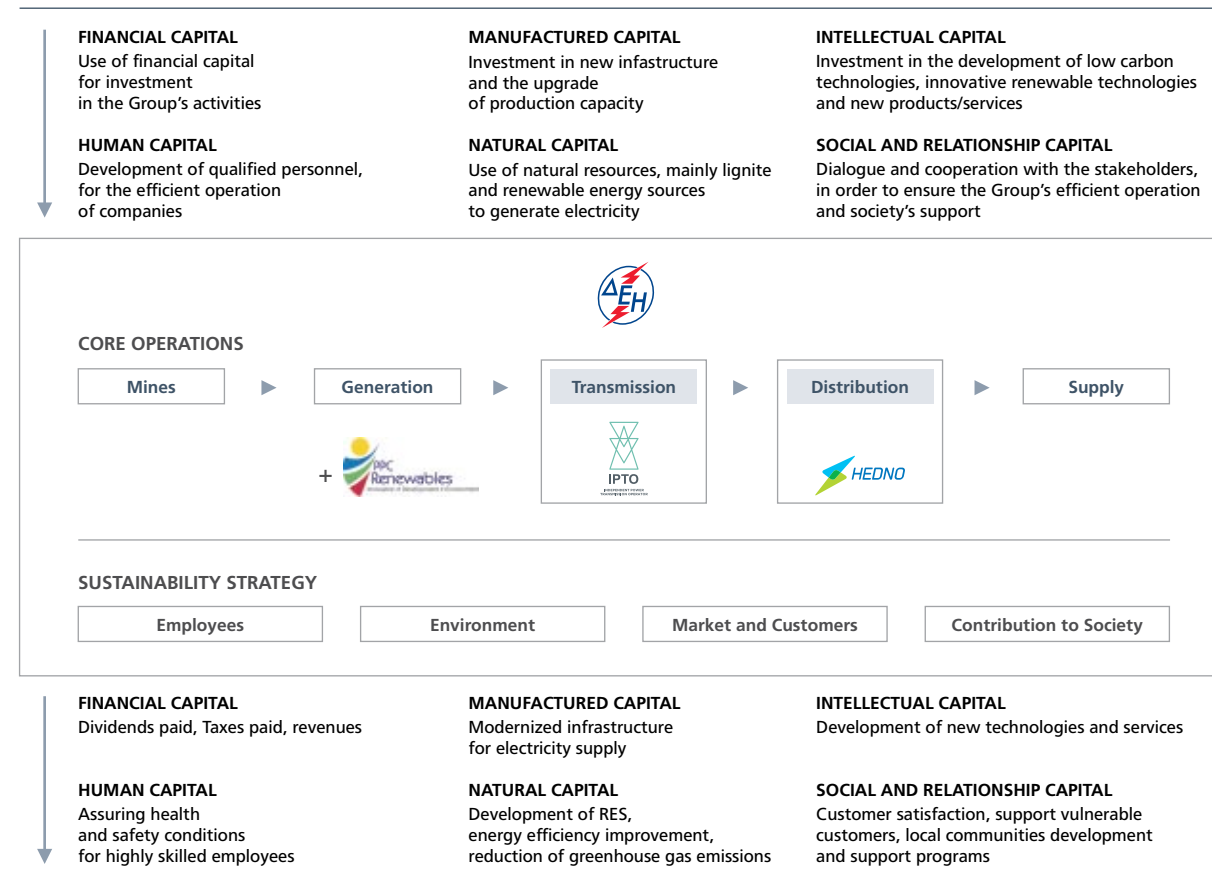 FINANCIAL CAPITAL
Use of financial capital
for investment
in the Group's activities
MANUFACTURED CAPITAL
Investment in new infastructure
and the upgrade
of production capacity
INTELLECTUAL CAPITAL
Investment in the development of low carbon
technologies, innovative renewable technologies
and new products/services
HUMAN CAPITAL
Development of qualified personnel,
for the efficient operation
of companies
NATURAL CAPITAL
Use of natural resources, mainly lignite
and renewable energy sources
to generate electricity
SOCIAL AND RELATIONSHIP CAPITAL
Dialogue and cooperation with the stakeholders,
in order to ensure the Group's efficient operation
and society's support
ΔΕΗ
CORE OPERATIONS
Mines
Generation
Transmission
Distribution
Supply
+
PPC
Renewables
IPTO
INDEPENDENT POWER
TRANSMISSION OPERATOR
HEDNO
SUSTAINABILITY STRATEGY
Employees
Environment
Market and Customers
Contribution to Society
FINANCIAL CAPITAL
Dividends paid, Taxes paid, revenues
MANUFACTURED CAPITAL
Modernized infrastructure
for electricity supply
INTELLECTUAL CAPITAL
Development of new technologies and services
HUMAN CAPITAL
Assuring health
and safety conditions
for highly skilled employees
NATURAL CAPITAL
Development of RES,
energy efficiency improvement,
reduction of greenhouse gas emissions
SOCIAL AND RELATIONSHIP CAPITAL
Customer satisfaction, support vulnerable
customers, local communities development
and support programs